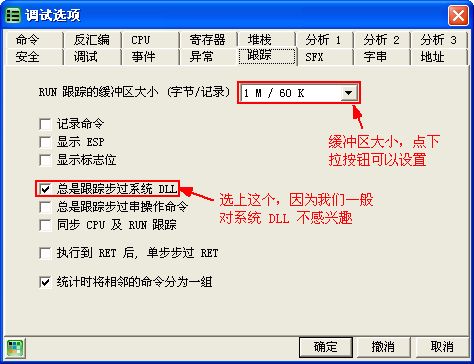 调试选项
命令 反汇编 CPU 寄存器 堆栈 分析 1 分析 2 分析 3
安全 调试 事件 异常 跟踪 SFX 字串 地址
RUN 跟踪的缓冲区大小 (字节/记录) 1 M / 60 K
记录命令
显示 ESP
显示标志位
缓冲区大小，点下
拉按钮可以设置
总是跟踪步过系统 DLL
总是跟踪步过串操作命令
同步 CPU 及 RUN 跟踪
选上这个，因为我们一般
对系统 DLL 不感兴趣
执行到 RET 后, 单步步过 RET
统计时将相邻的命令分为一组
确定 撤消 取消